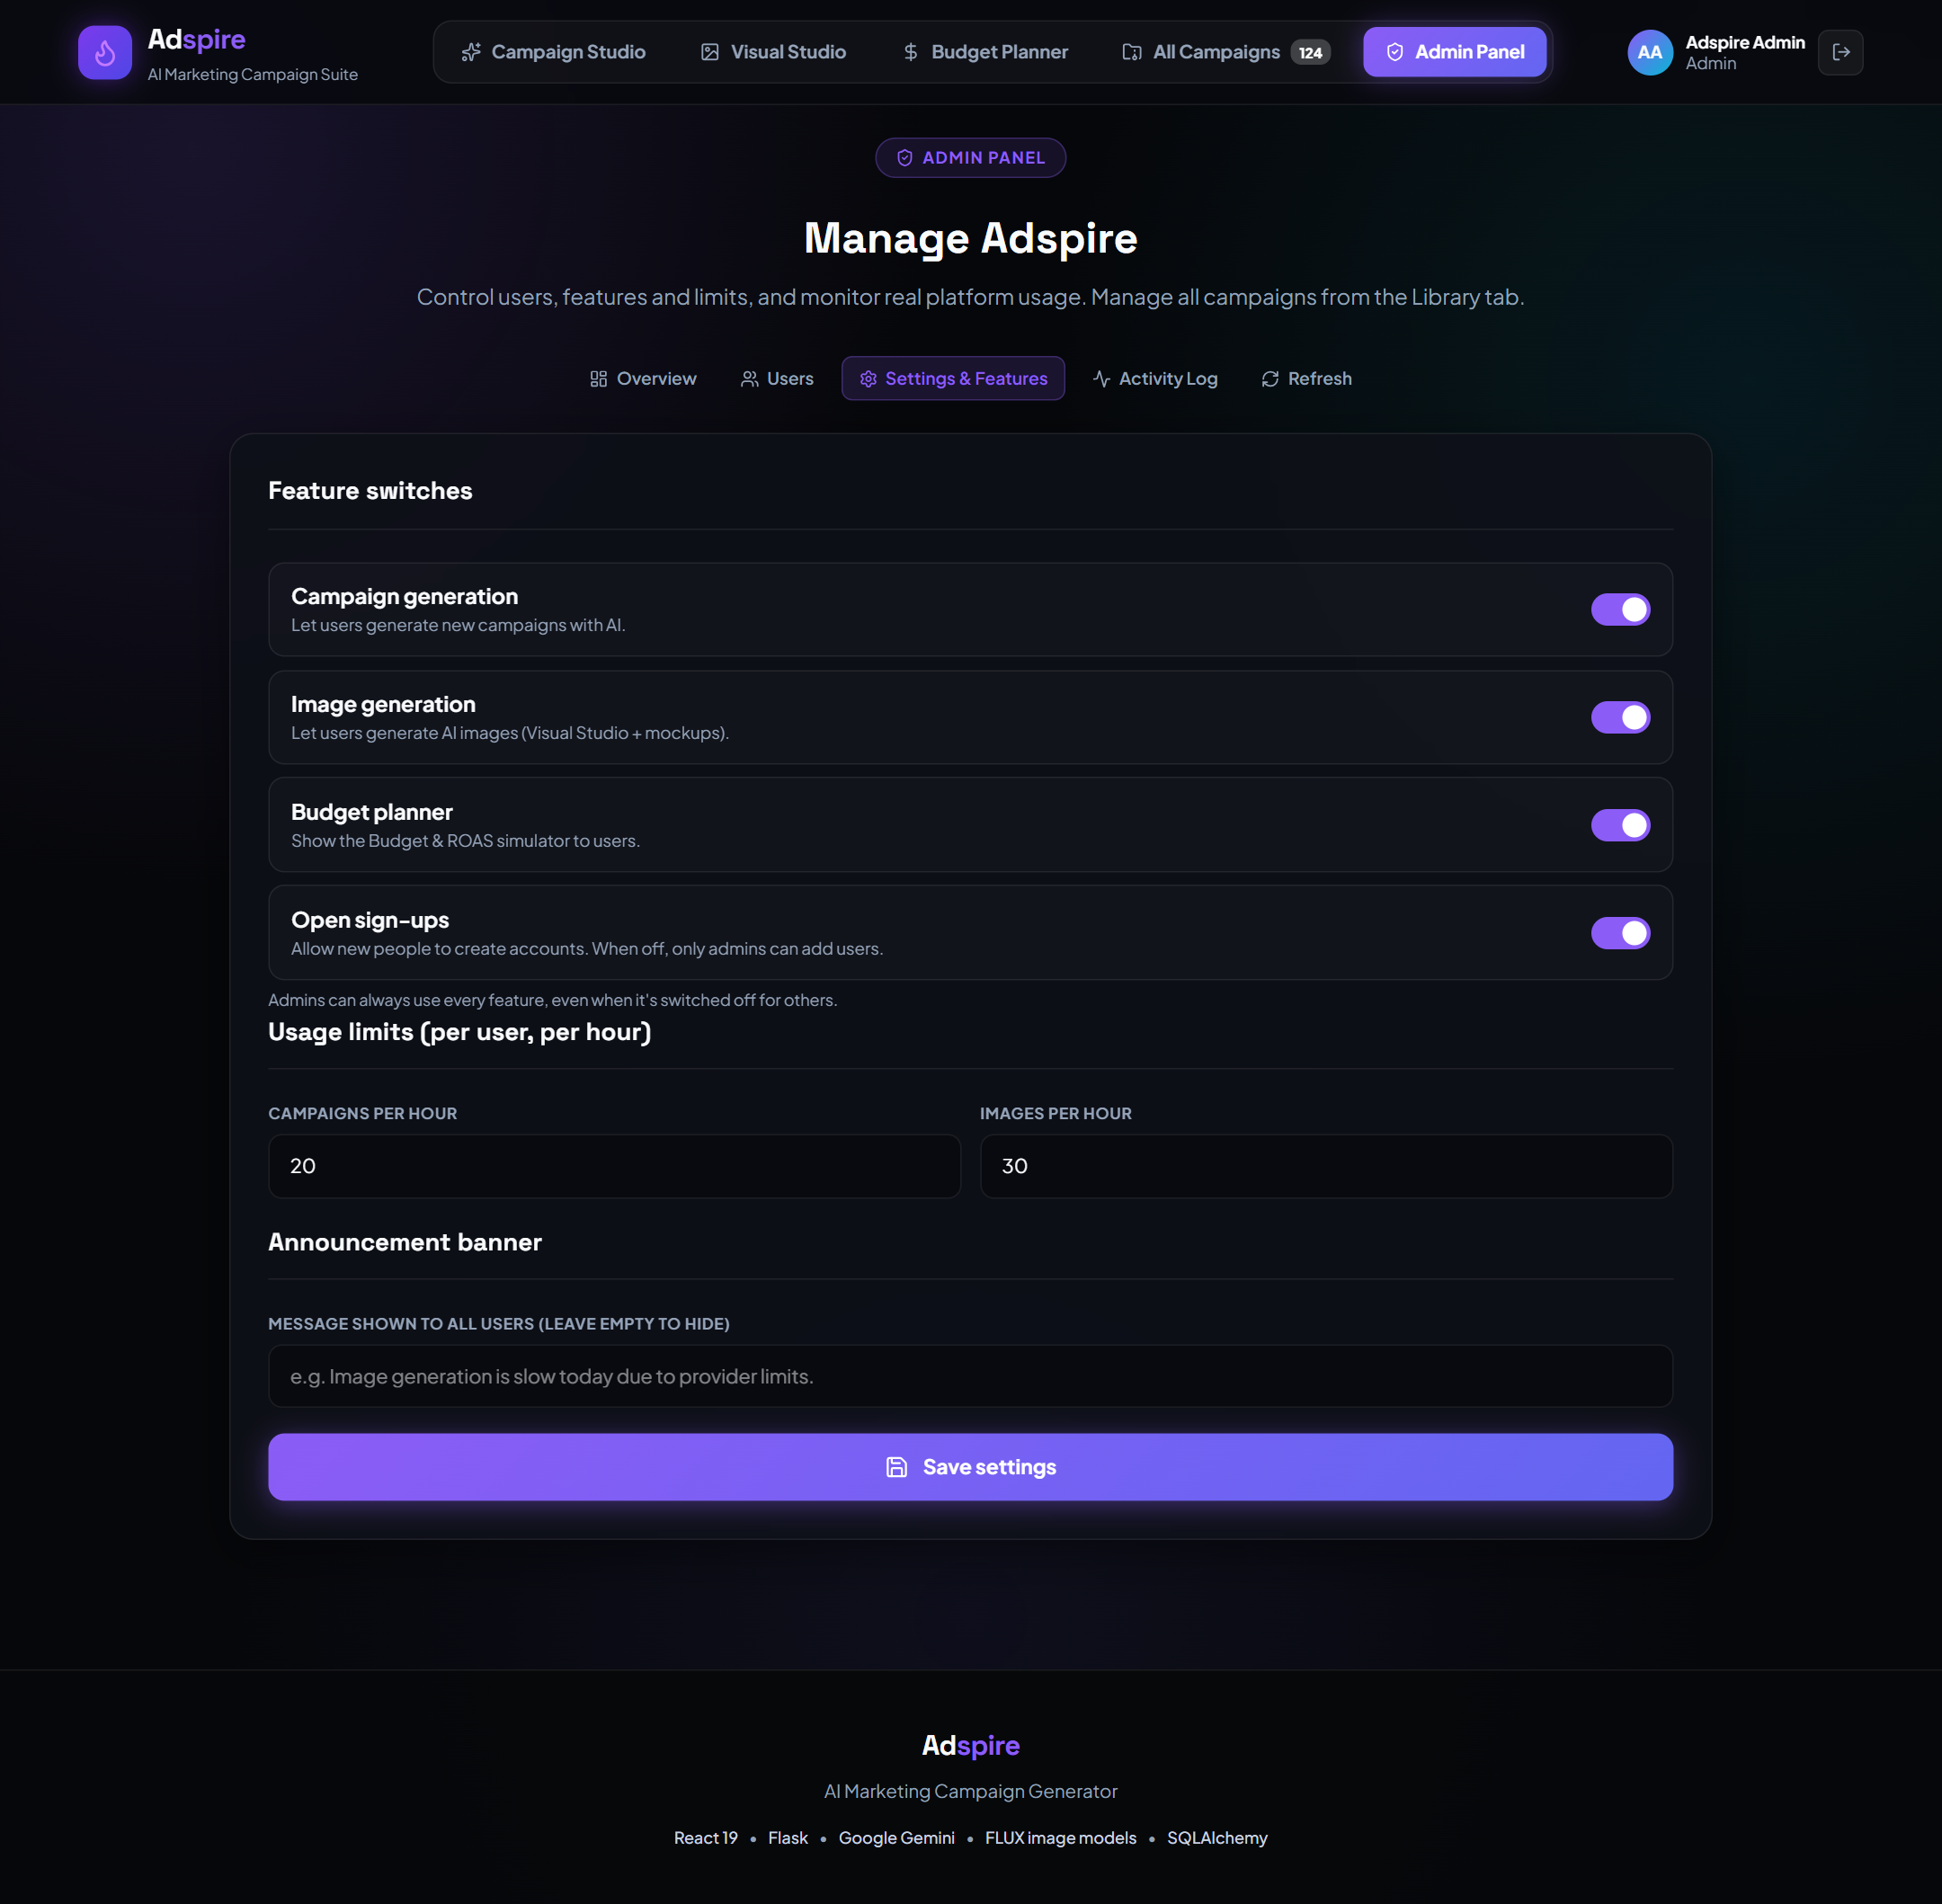 Adspire
AI Marketing Campaign Suite
Campaign Studio
Visual Studio
Budget Planner
All Campaigns 124
Admin Panel
AA
Adspire Admin
Admin
ADMIN PANEL
Manage Adspire
Control users, features and limits, and monitor real platform usage. Manage all campaigns from the Library tab.
Overview
Users
Settings & Features
Activity Log
Refresh
Feature switches
Campaign generation
Let users generate new campaigns with AI.
Image generation
Let users generate AI images (Visual Studio + mockups).
Budget planner
Show the Budget & ROAS simulator to users.
Open sign-ups
Allow new people to create accounts. When off, only admins can add users.
Admins can always use every feature, even when it's switched off for others.
Usage limits (per user, per hour)
CAMPAIGNS PER HOUR
20
IMAGES PER HOUR
30
Announcement banner
MESSAGE SHOWN TO ALL USERS (LEAVE EMPTY TO HIDE)
e.g. Image generation is slow today due to provider limits.
Save settings
Adspire
AI Marketing Campaign Generator
React 19 • Flask • Google Gemini • FLUX image models • SQLAlchemy